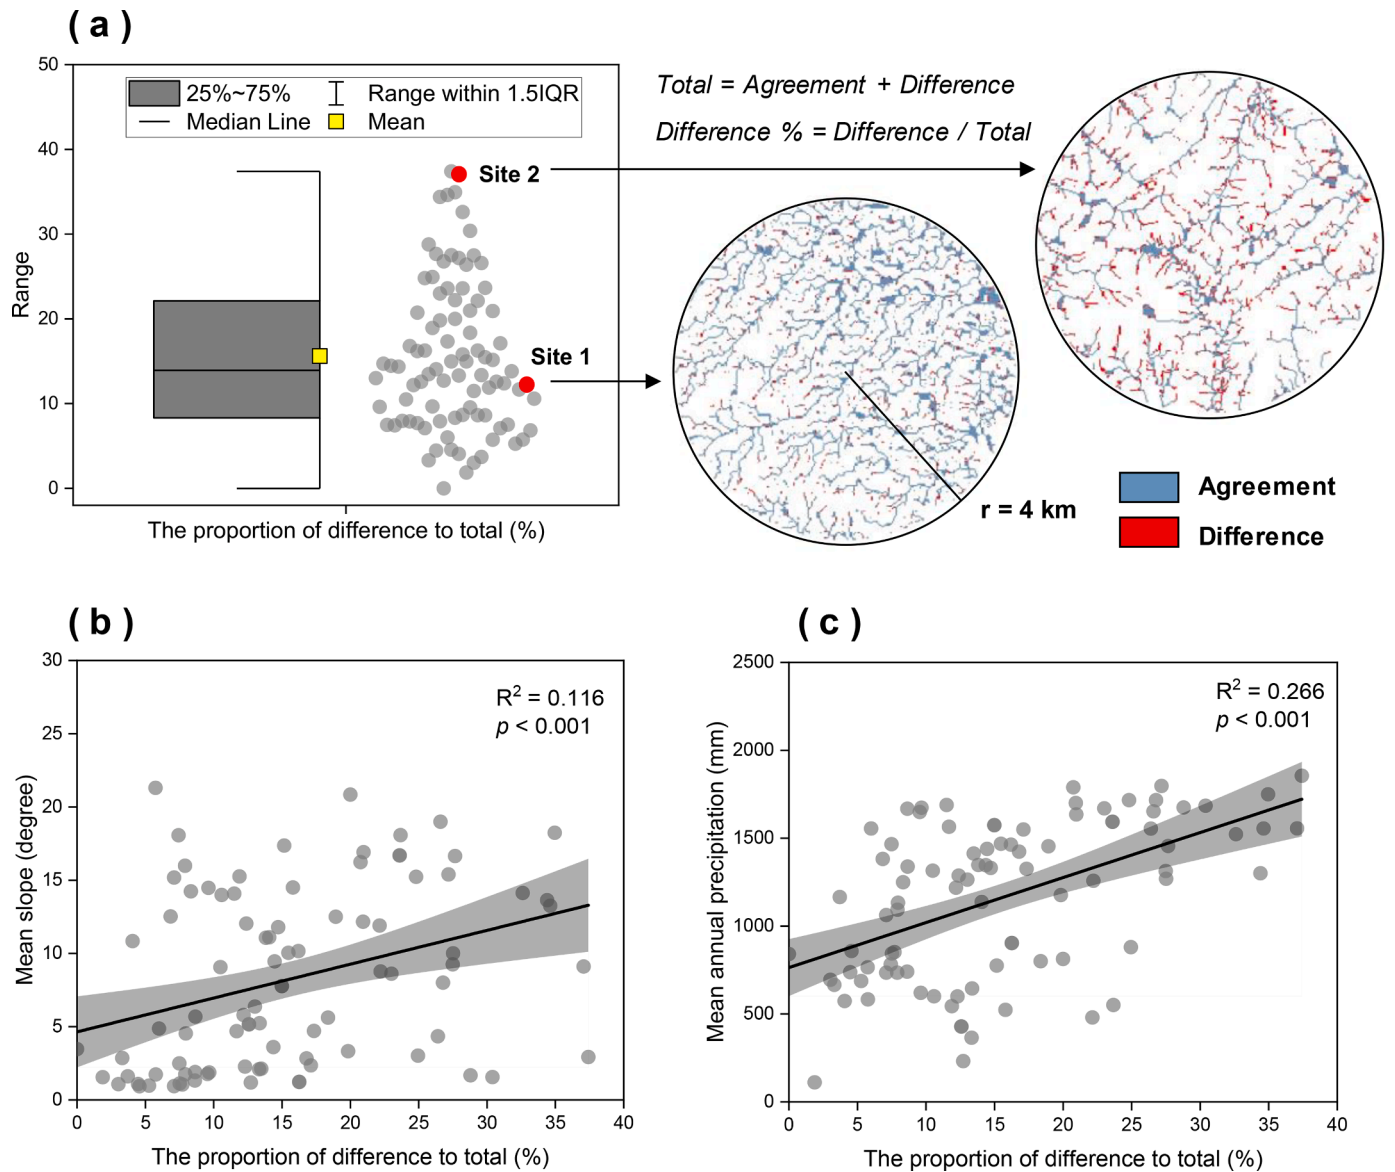 ( a )
50
40
30
20
10
0
Range
25%~75%
Range within 1.5IQR
Median Line
Mean
Site 2
Site 1
The proportion of difference to total (%)
Total = Agreement + Difference
Difference % = Difference / Total
r = 4 km
Agreement
Difference
( b )
30
25
20
15
10
5
0
Mean slope (degree)
R² = 0.116
p < 0.001
0 5 10 15 20 25 30 35 40
The proportion of difference to total (%)
( c )
2500
2000
1500
1000
500
0
Mean annual precipitation (mm)
R² = 0.266
p < 0.001
0 5 10 15 20 25 30 35 40
The proportion of difference to total (%)